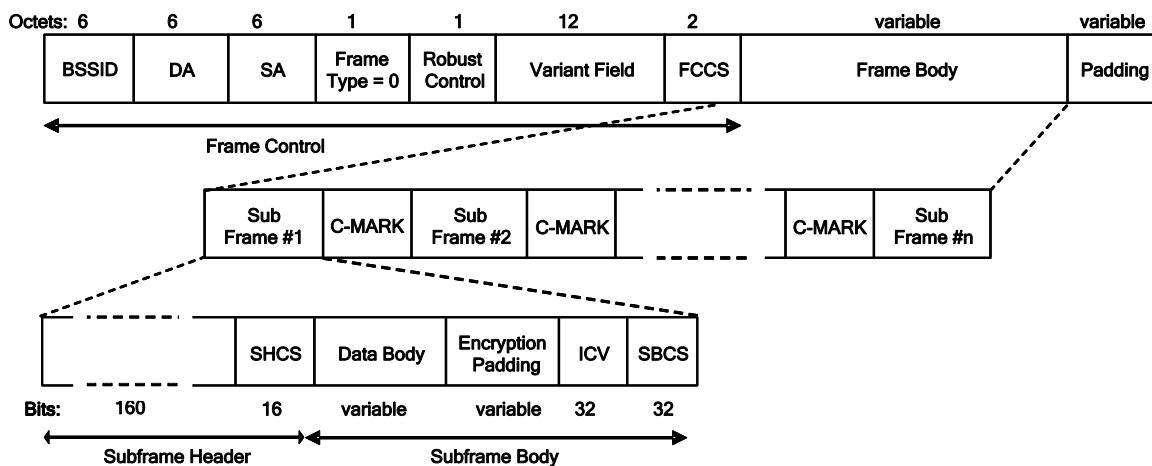 Octets: 6 6 6 1 1 12 2 variable variable
BSSID DA SA Frame Type = 0 Robust Control Variant Field FCCS Frame Body Padding
Frame Control
Sub Frame #1 C-MARK Sub Frame #2 C-MARK C-MARK Sub Frame #n
SHCS Data Body Encryption Padding ICV SBCS
Bits: 160 16 variable variable 32 32
Subframe Header Subframe Body